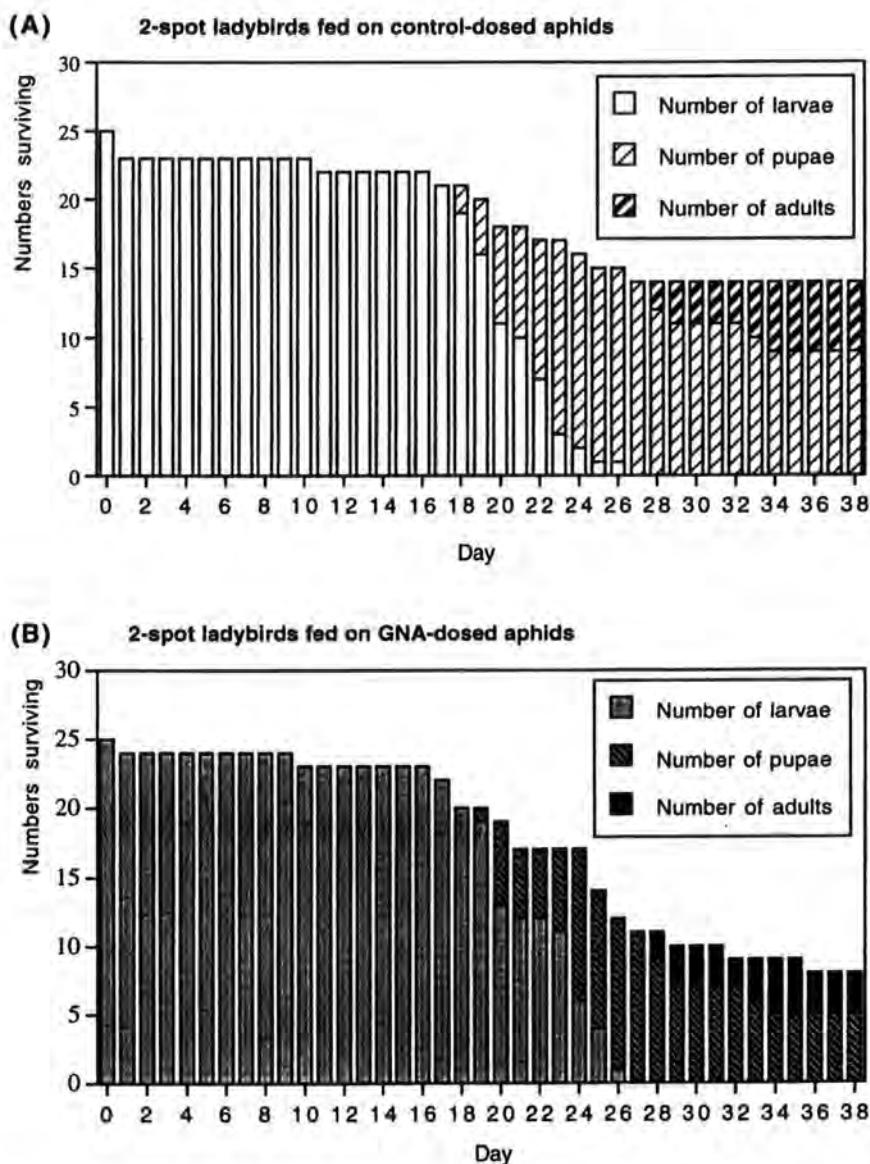 (A) 2-spot ladybirds fed on control-dosed aphids
30
25
20
15
10
5
0
Numbers surviving
Number of larvae
Number of pupae
Number of adults
0 2 4 6 8 10 12 14 16 18 20 22 24 26 28 30 32 34 36 38
Day
(B) 2-spot ladybirds fed on GNA-dosed aphids
30
25
20
15
10
5
0
Numbers surviving
Number of larvae
Number of pupae
Number of adults
0 2 4 6 8 10 12 14 16 18 20 22 24 26 28 30 32 34 36 38
Day